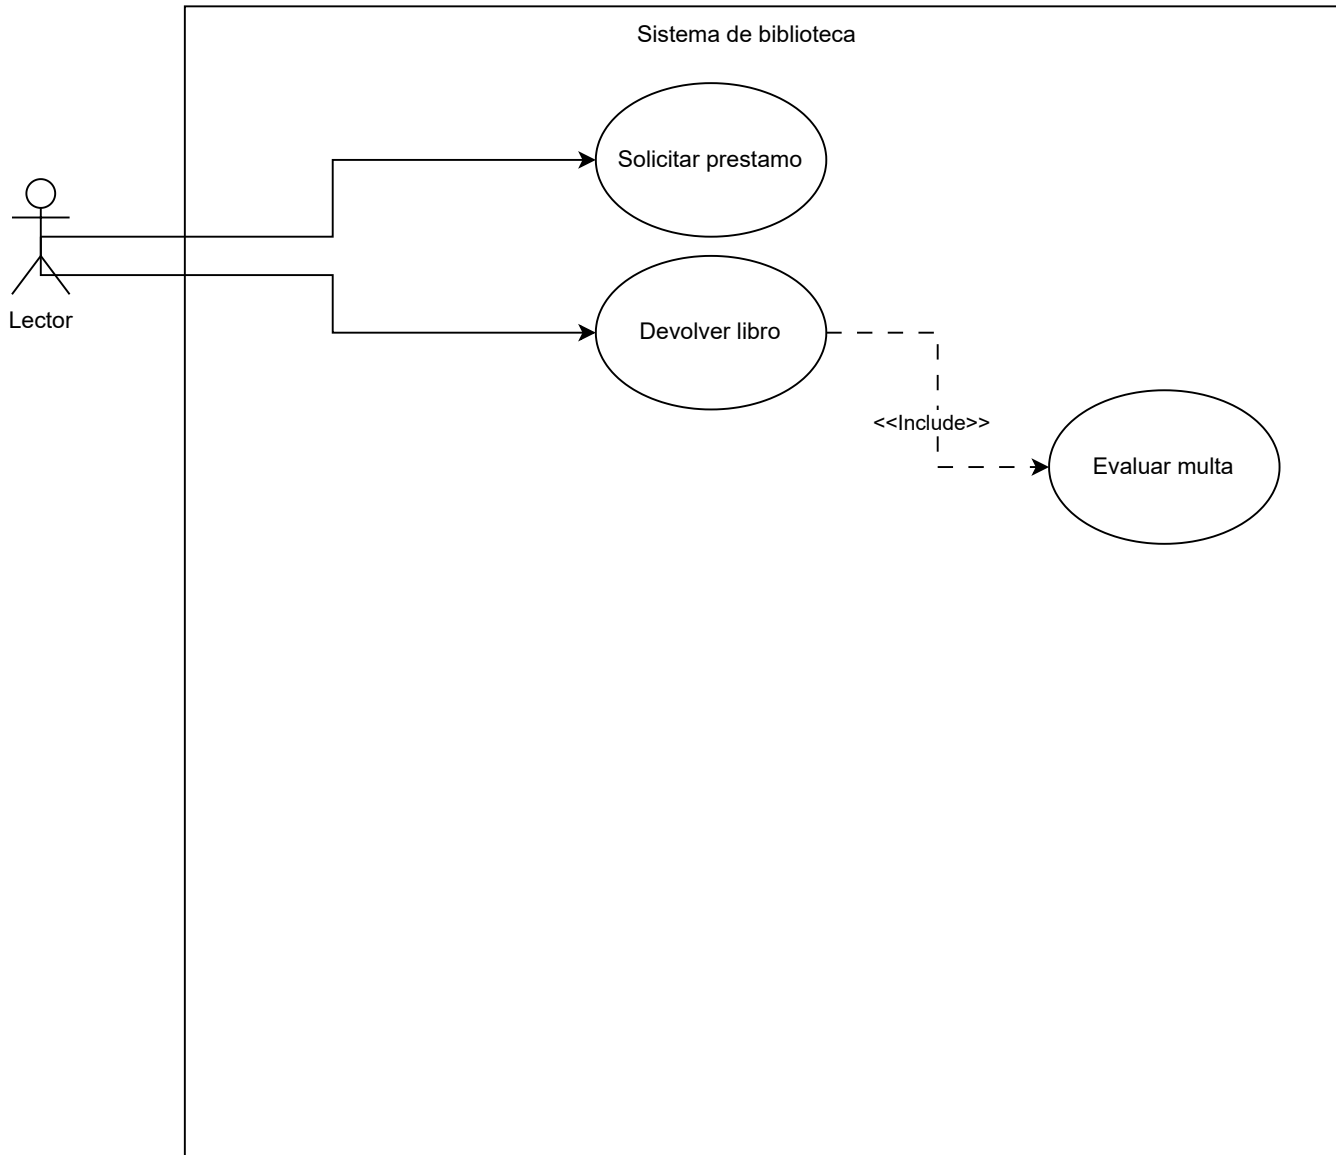 Sistema de biblioteca
Solicitar prestamo
Lector
Devolver libro
<<Include>>
Evaluar multa